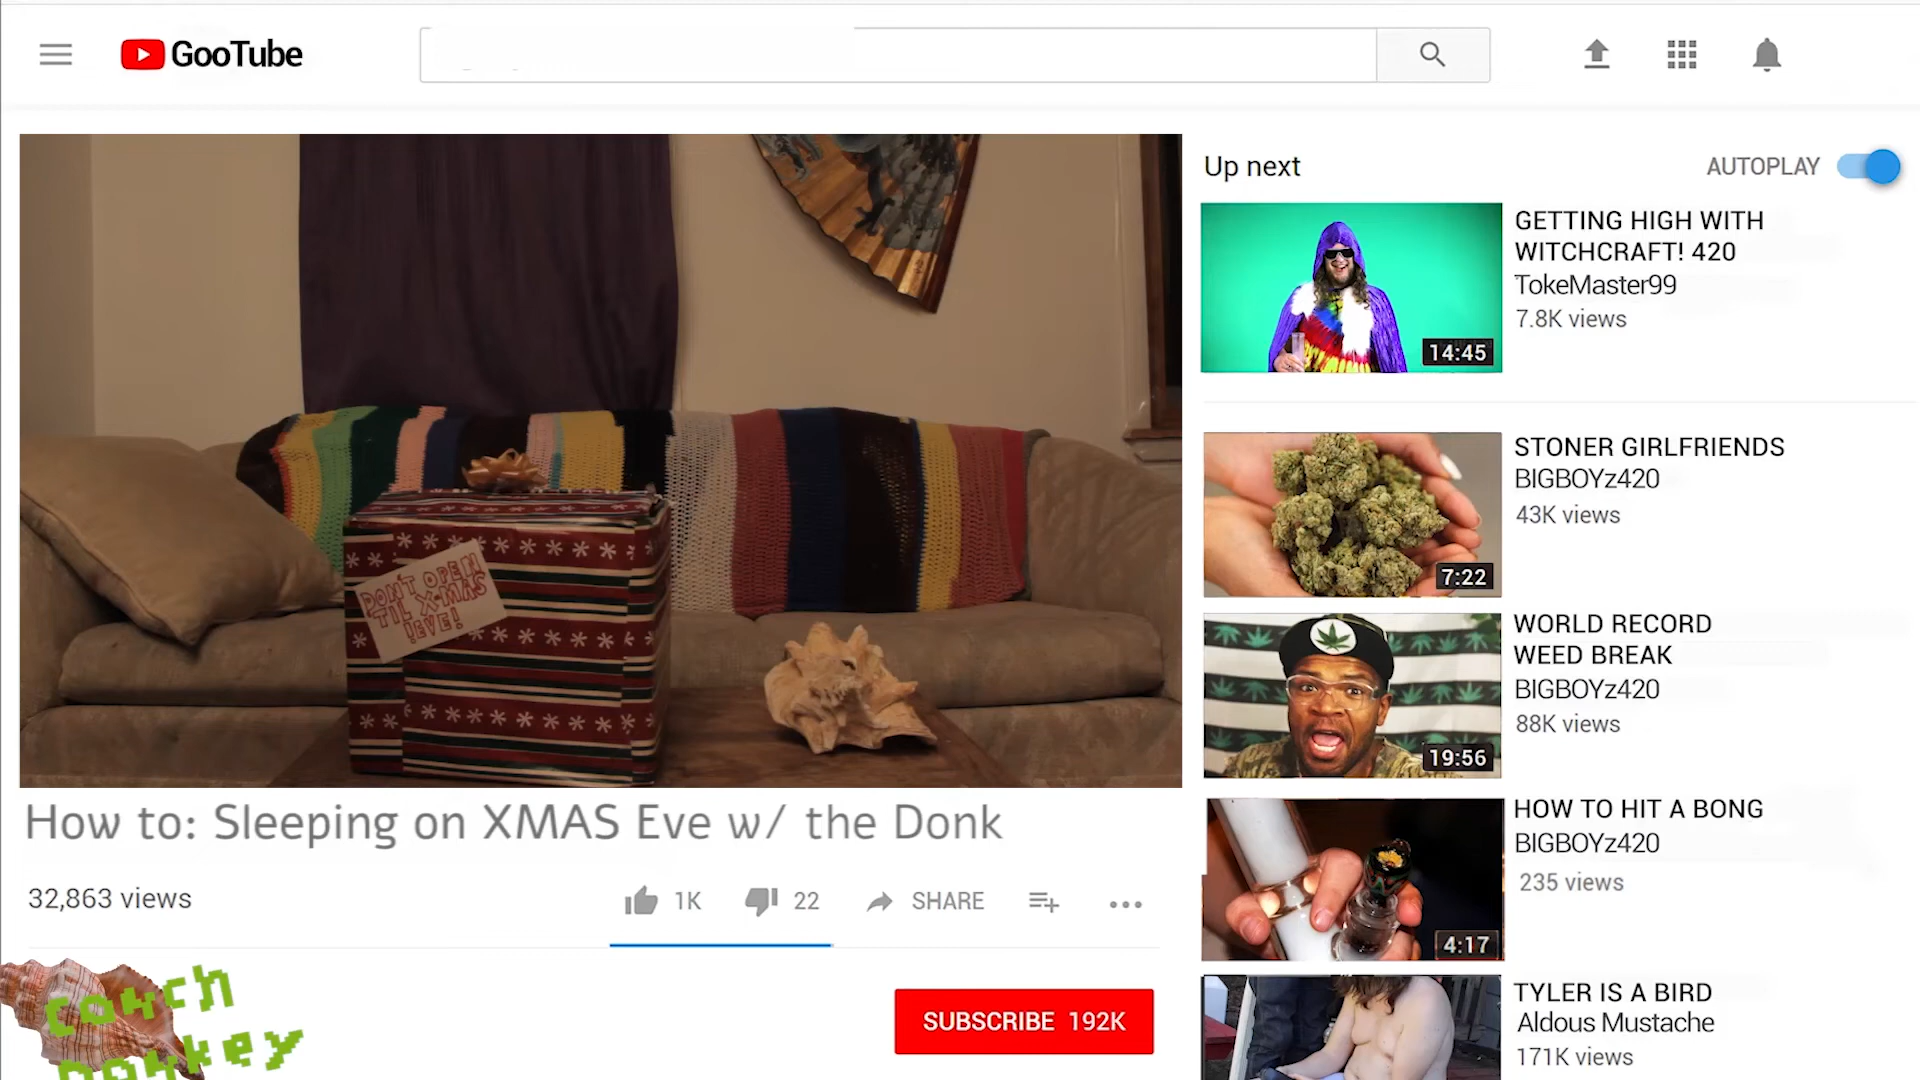 GooTube
DON'T OPEN
'TIL X-MAS
EVE!
How to: Sleeping on XMAS Eve w/ the Donk
32,863 views
1K
22
SHARE
SUBSCRIBE 192K
Conch
Donkey
Up next
AUTOPLAY
14:45
GETTING HIGH WITH
WITCHCRAFT! 420
TokeMaster99
7.8K views
7:22
STONER GIRLFRIENDS
BIGBOYz420
43K views
19:56
WORLD RECORD
WEED BREAK
BIGBOYz420
88K views
4:17
HOW TO HIT A BONG
BIGBOYz420
235 views
TYLER IS A BIRD
Aldous Mustache
171K views